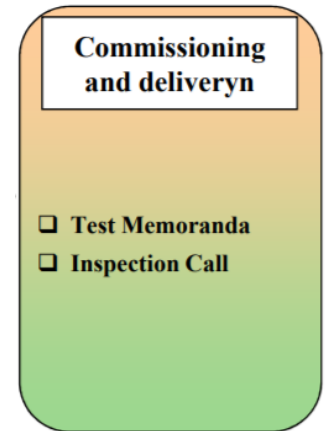 Commissioning
and deliveryn
❑ Test Memoranda
❑ Inspection Call